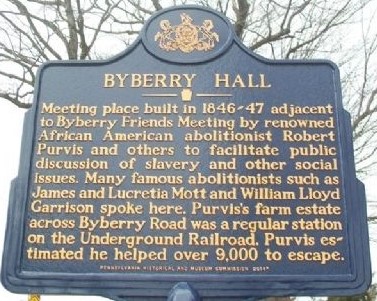 BYBERRY HALL
Meeting place built in 1846-47 adjacent
to Byberry Friends Meeting by renowned
African American abolitionist Robert
Purvis and others to facilitate public
discussion of slavery and other social
issues. Many famous abolitionists such as
James and Lucretia Mott and William Lloyd
Garrison spoke here. Purvis's farm estate
across Byberry Road was a regular station
on the Underground Railroad. Purvis es-
timated he helped over 9,000 to escape.
PENNSYLVANIA HISTORICAL AND MUSEUM COMMISSION